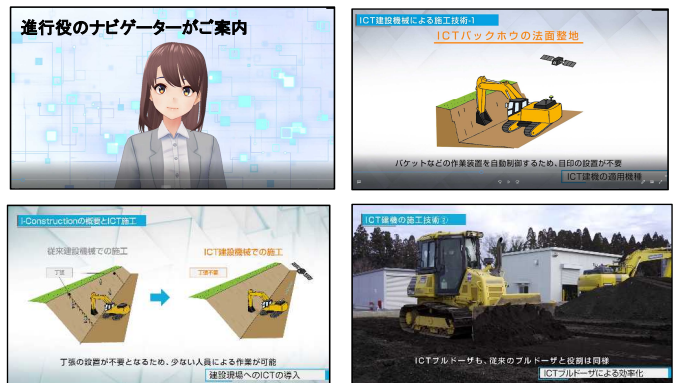 進行役のナビゲーターがご案内
ICT建設機械による施工技術-1
ICTバックホウの法面整地
バケットなどの作業装置を自動制御するため、目印の設置が不要
ICT建機の適用機種
i-Constructionの概要とICT施工
従来建設機械での施工
ICT建設機械での施工
丁張
丁張不要
丁張の設置が不要となるため、少ない人員による作業が可能
建設現場へのICTの導入
ICT建機の施工技術②
ICTブルドーザも、従来のブルドーザと役割は同様
ICTブルドーザによる効率化